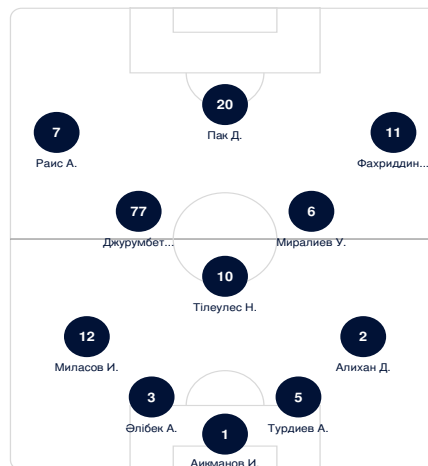 20
Пак Д.
7
Раис А.
11
Фахриддин...
77
Джурумбет...
6
Миралиев У.
10
Тілеулес Н.
12
Миласов И.
2
Алихан Д.
3
Әлібек А.
5
Турдиев А.
1
Аикманов И.